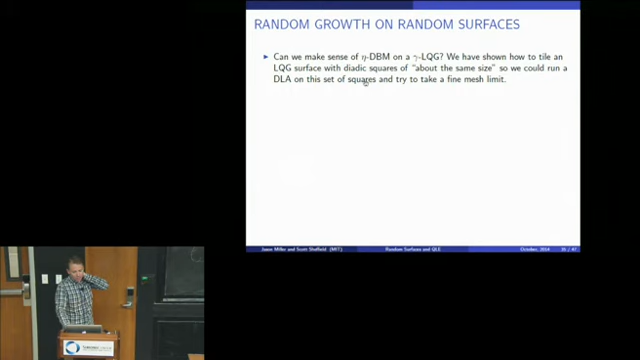 RANDOM GROWTH ON RANDOM SURFACES
Can we make sense of η-DBM on a γ-LQG? We have shown how to tile an
LQG surface with diadic squares of "about the same size" so we could run a
DLA on this set of squares and try to take a fine mesh limit.
Jason Miller and Scott Sheffield (MIT) Random Surfaces and QLE October, 2014